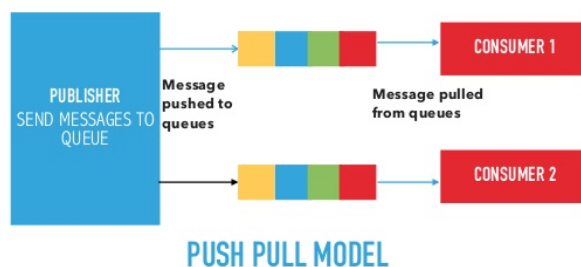 PUBLISHER
SEND MESSAGES TO
QUEUE
Message
pushed to
queues
CONSUMER 1
Message pulled
from queues
CONSUMER 2
PUSH PULL MODEL